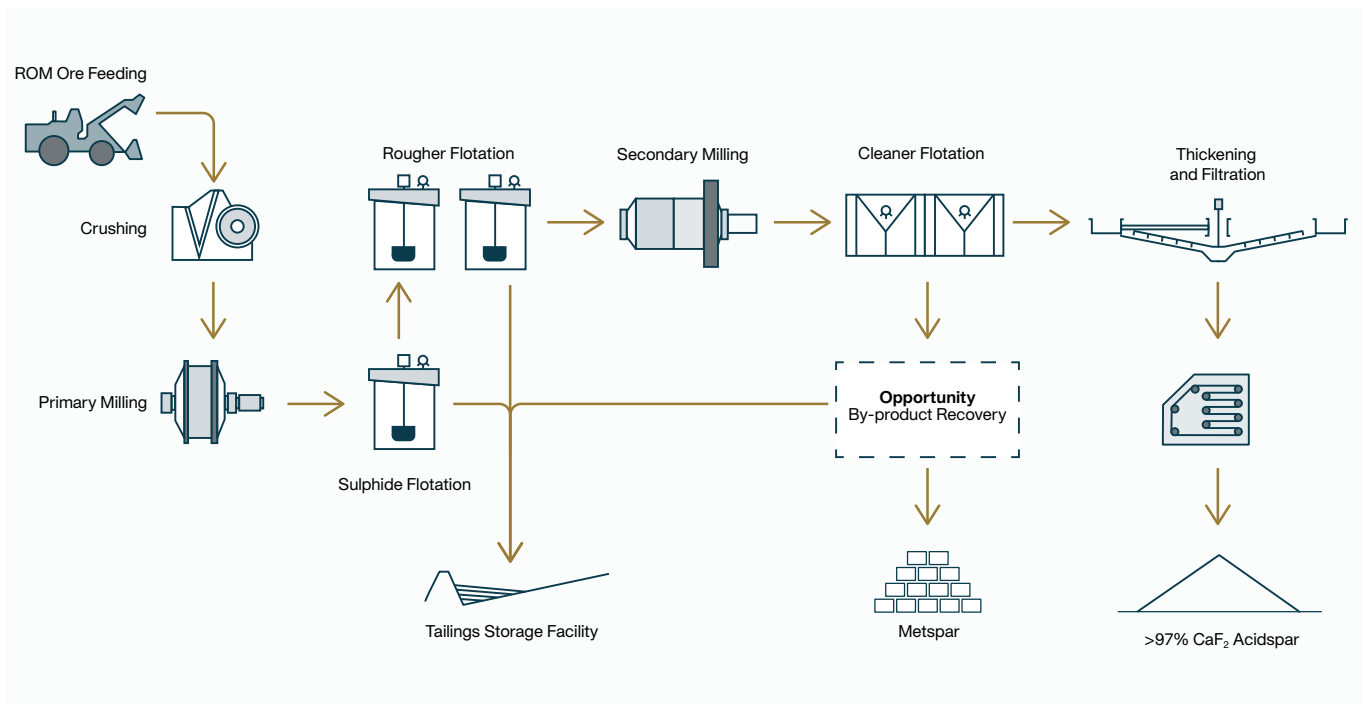 ROM Ore Feeding
Crushing
Primary Milling
Rougher Flotation
Sulphide Flotation
Secondary Milling
Cleaner Flotation
Thickening
and Filtration
Opportunity
By-product Recovery
Tailings Storage Facility
Metspar
>97% CaF₂ Acidspar